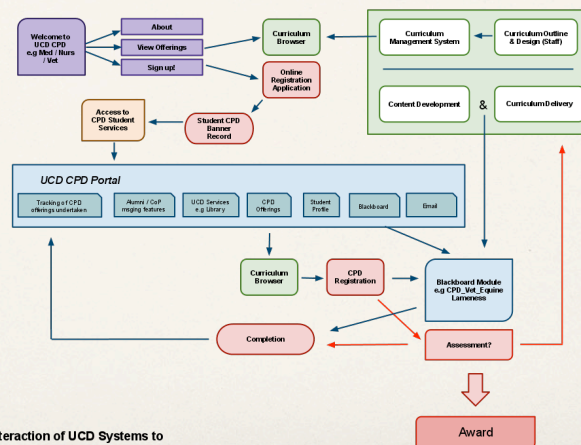 Welcome to
UCD CPD
e.g Med / Nurs
/ Vet
About
View Offerings
Sign up!
Curriculum
Browser
Curriculum
Management System
Curriculum Outline
& Design (Staff)
Online
Registration
Application
Content Development
&
Curriculum Delivery
Access to
CPD Student
Services
Student CPD
Banner
Record
UCD CPD Portal
Tracking of CPD
offerings undertaken
Alumni / CoP
msging features
UCD Services
e.g Library
CPD
Offerings
Student
Profile
Blackboard
Email
Curriculum
Browser
CPD
Registration
Blackboard Module
e.g CPD_Vet_Equine
Lameness
Completion
Assessment?
Award
teraction of UCD Systems to